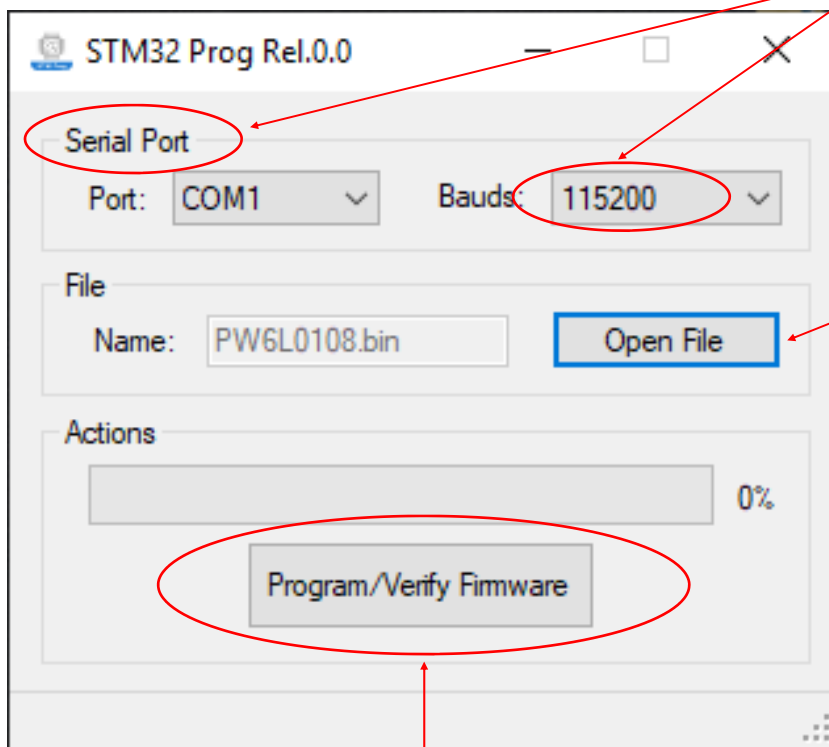 STM32 Prog Rel.0.0
Serial Port
Port: COM1 Bauds: 115200
File
Name: PW6L0108.bin Open File
Actions
0%
Program/Verify Firmware